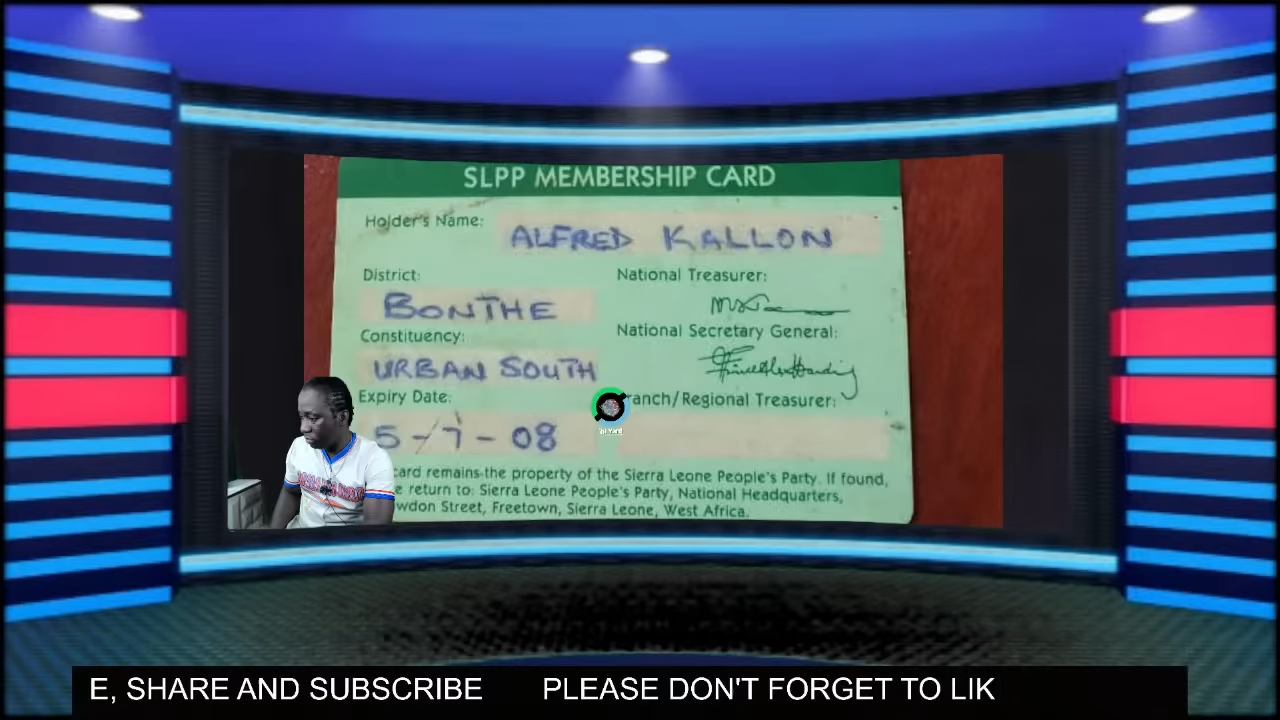 SLPP MEMBERSHIP CARD
Holder's Name:
ALFRED KALLON
District:
National Treasurer:
BONTHE
Constituency:
National Secretary General:
URBAN SOUTH
Expiry Date:
ranch/Regional Treasurer:
5-7-08
card remains the property of the Sierra Leone People's Party. If found,
e return to: Sierra Leone People's Party, National Headquarters,
wdon Street, Freetown, Sierra Leone, West Africa.
E, SHARE AND SUBSCRIBE PLEASE DON'T FORGET TO LIK